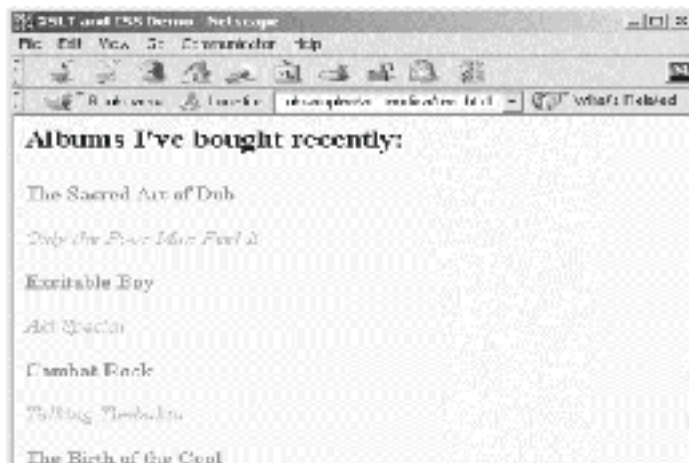 XSLT and CSS Demo - Netscape
File Edit View Go Communicator Help
Bookmarks Location What's Related
Albums I've bought recently:
The Sacred Art of Dub
Only the Poor Man Feel It
Excitable Boy
Aki Special
Combat Rock
Talking Timbuktu
The Birth of the Cool